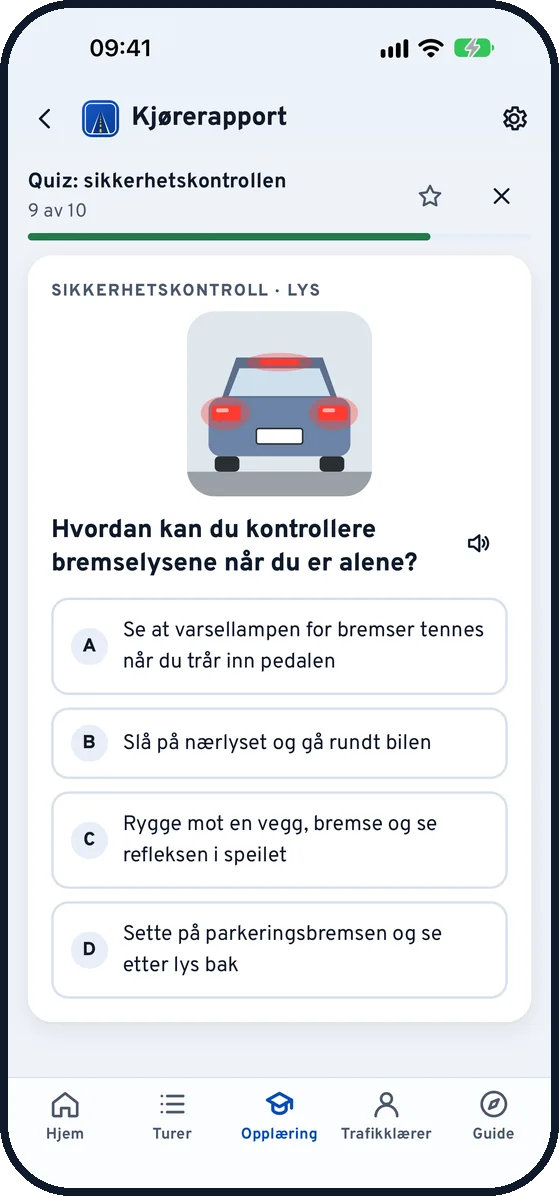 09:41
Kjørerapport
Quiz: sikkerhetskontrollen
9 av 10
SIKKERHETSKONTROLL · LYS
Hvordan kan du kontrollere
bremselysene når du er alene?
A
Se at varsellampen for bremser tennes
når du trår inn pedalen
B
Slå på nærlyset og gå rundt bilen
C
Rygge mot en vegg, bremse og se
refleksen i speilet
D
Sette på parkeringsbremsen og se
etter lys bak
Hjem
Turer
Opplæring
Trafikklærer
Guide